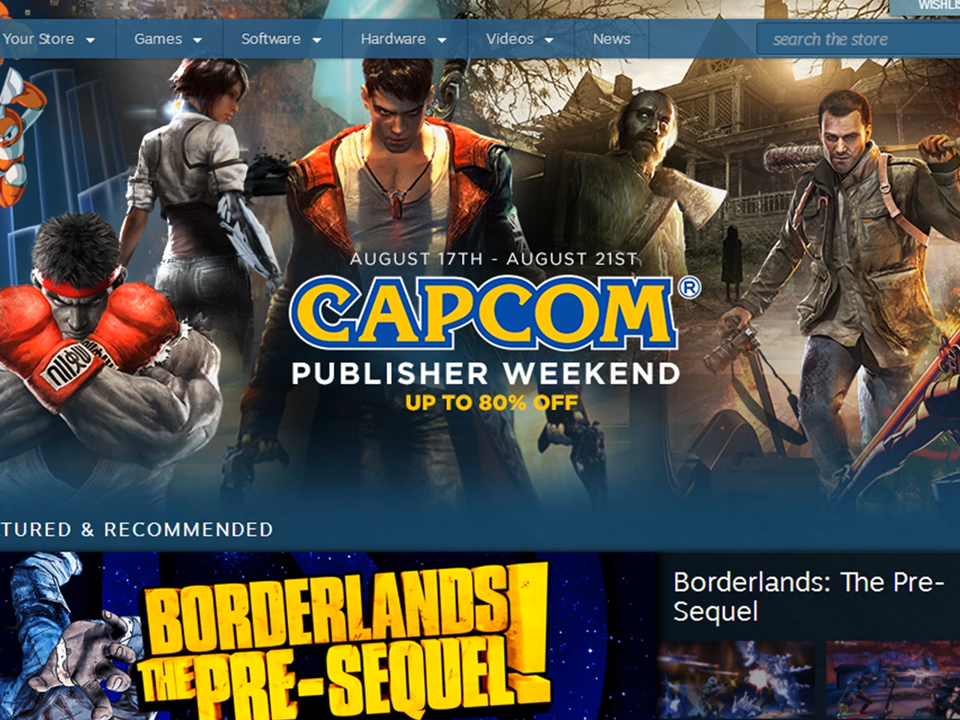 WISHLIS
Your Store Games Software Hardware Videos News search the store
AUGUST 17TH - AUGUST 21ST
CAPCOM®
PUBLISHER WEEKEND
UP TO 80% OFF
TURED & RECOMMENDED
BORDERLANDS
THE PRE-SEQUEL!
Borderlands: The Pre-
Sequel